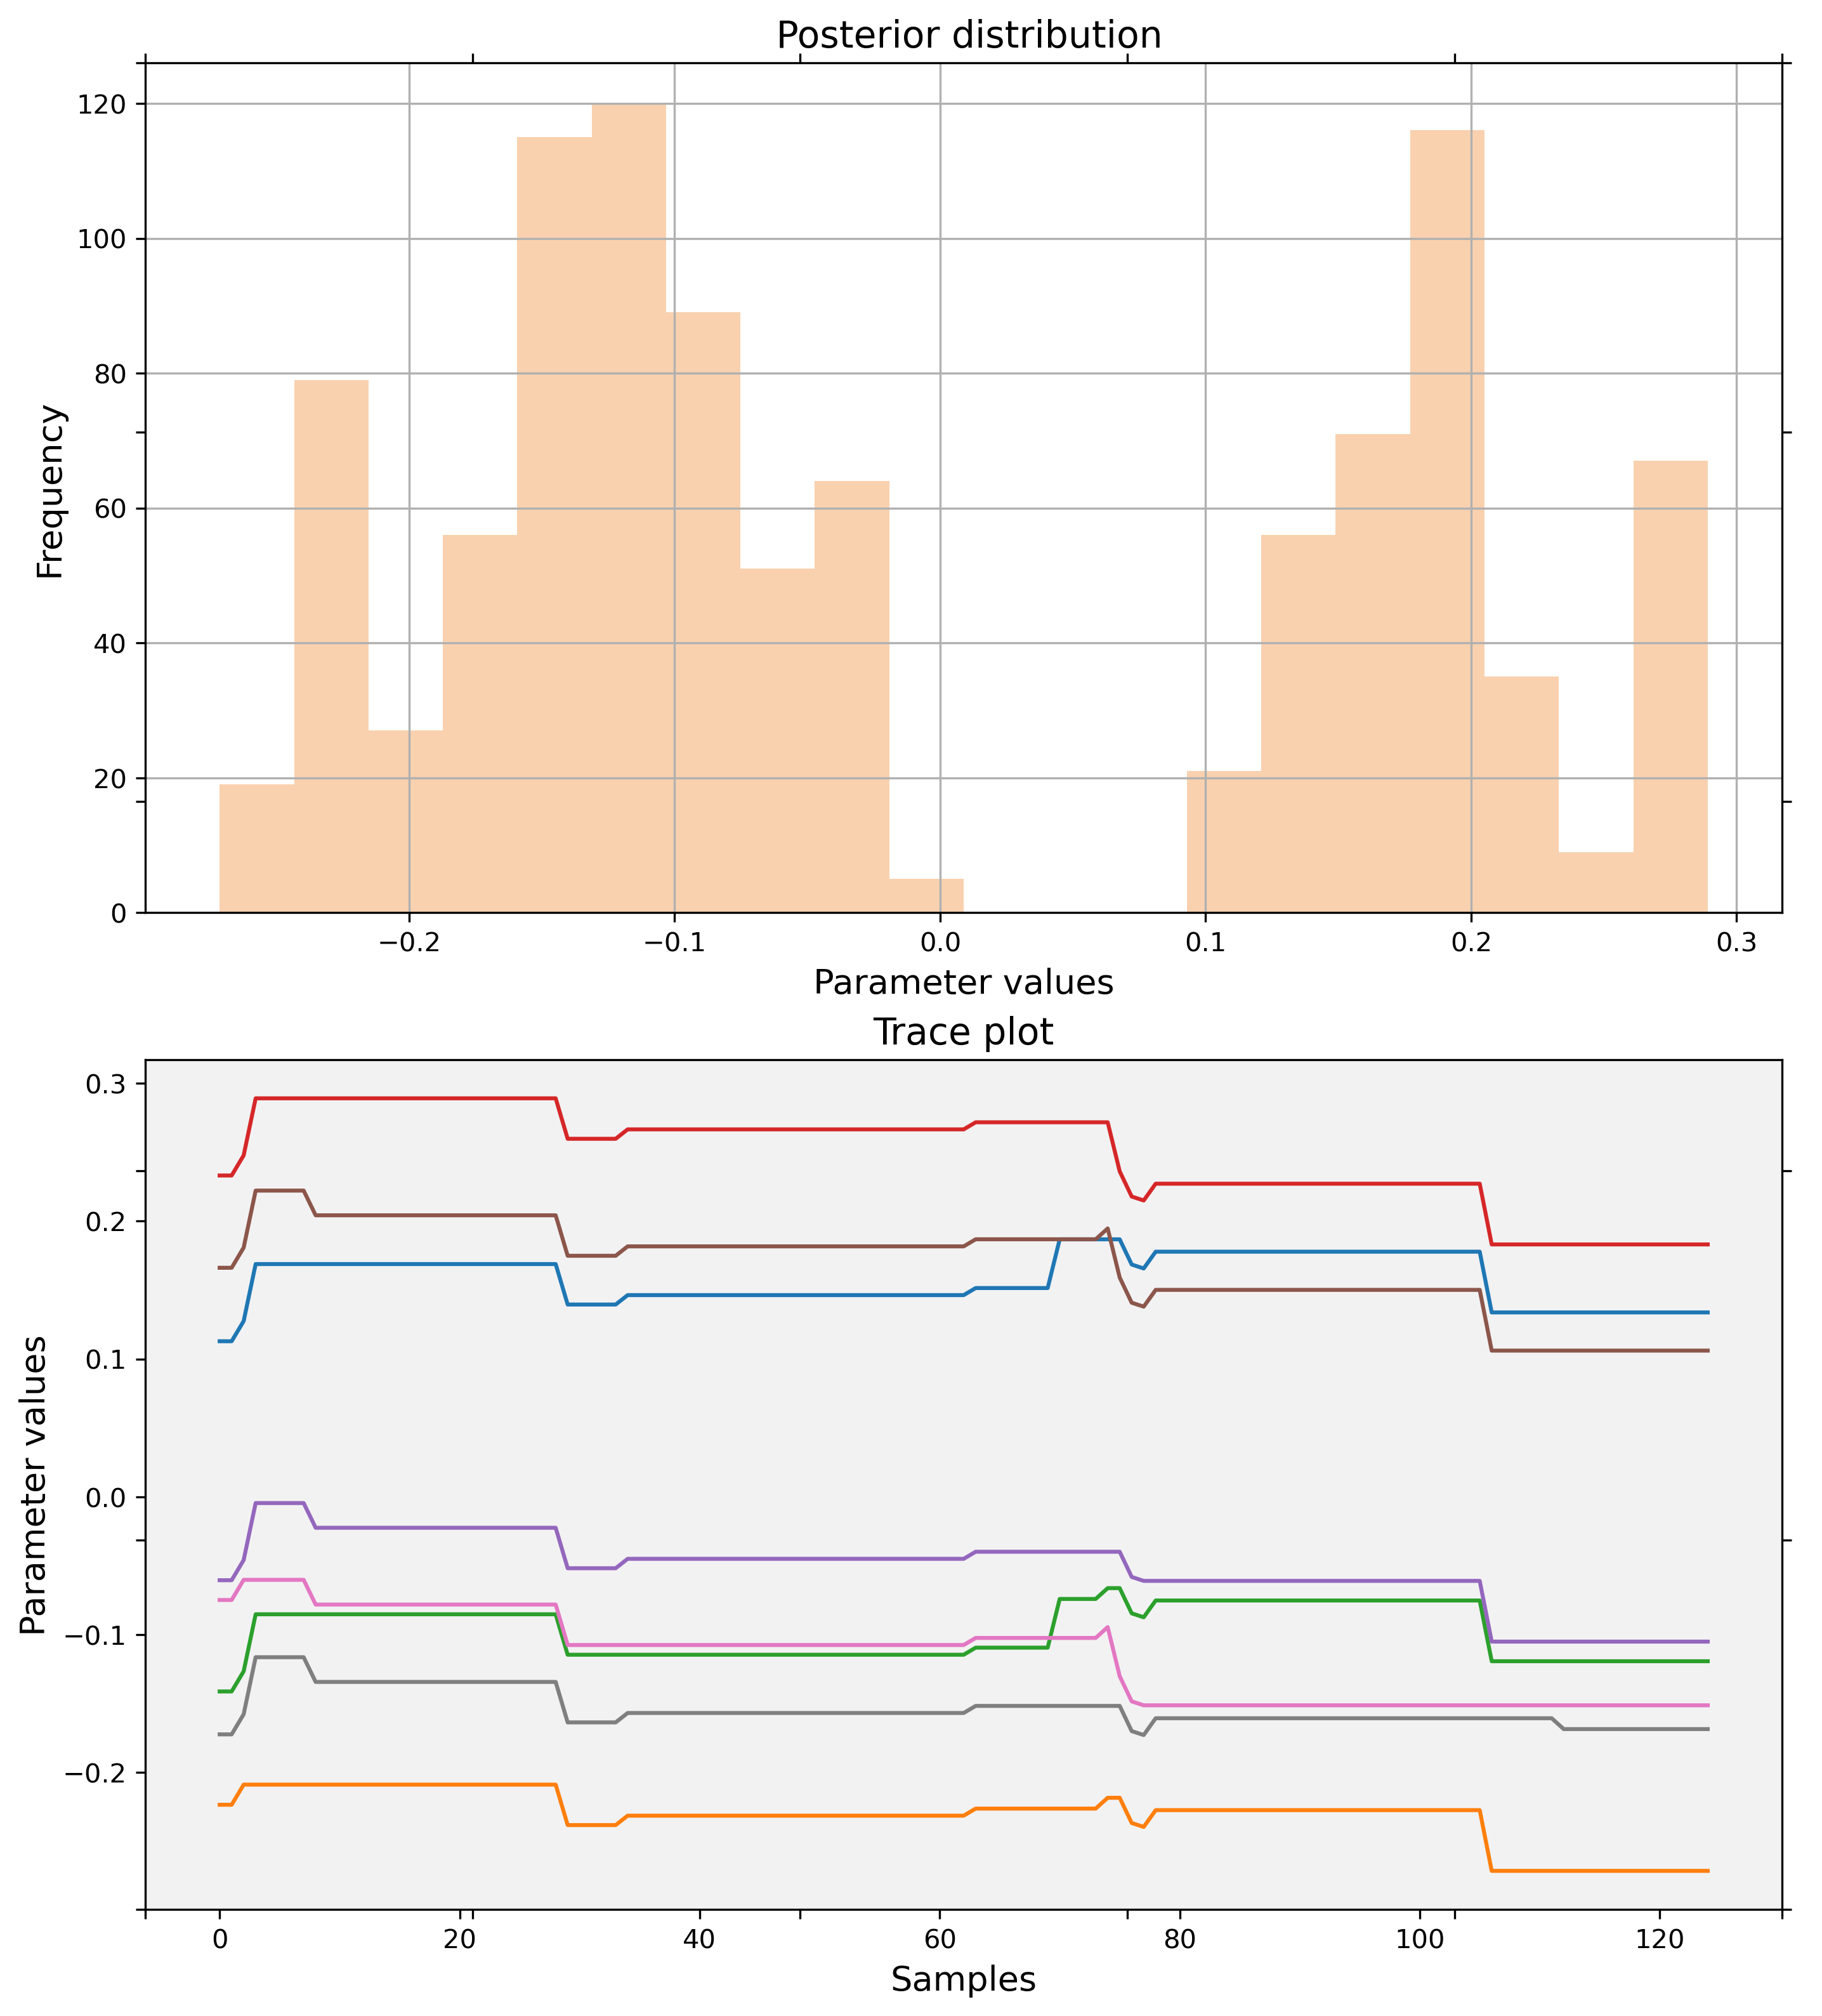 Posterior distribution
120
100
80
60
40
20
0
Frequency
−0.2 −0.1 0.0 0.1 0.2 0.3
Parameter values
Trace plot
0.3
0.2
0.1
0.0
−0.1
−0.2
Parameter values
0 20 40 60 80 100 120
Samples